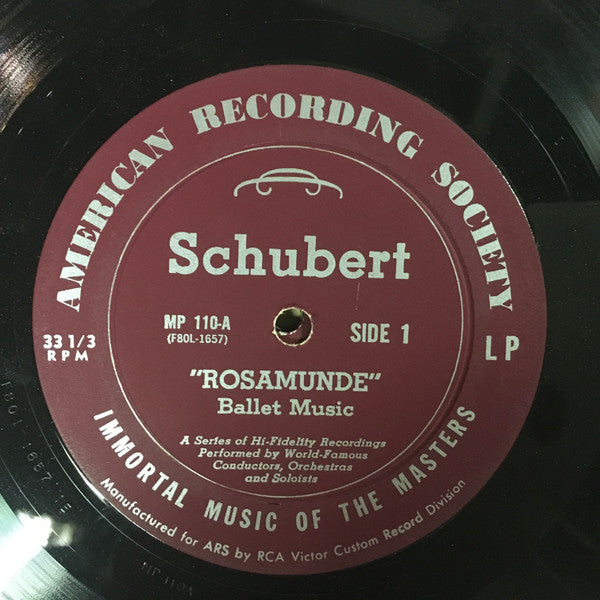 AMERICAN RECORDING SOCIETY
Schubert
MP 110-A
(F80L-1657)
SIDE 1
33 1/3
RPM
LP
"ROSAMUNDE"
Ballet Music
A Series of Hi-Fidelity Recordings
Performed by World-Famous
Conductors, Orchestras
and Soloists
IMMORTAL MUSIC OF THE MASTERS
Manufactured for ARS by RCA Victor Custom Record Division